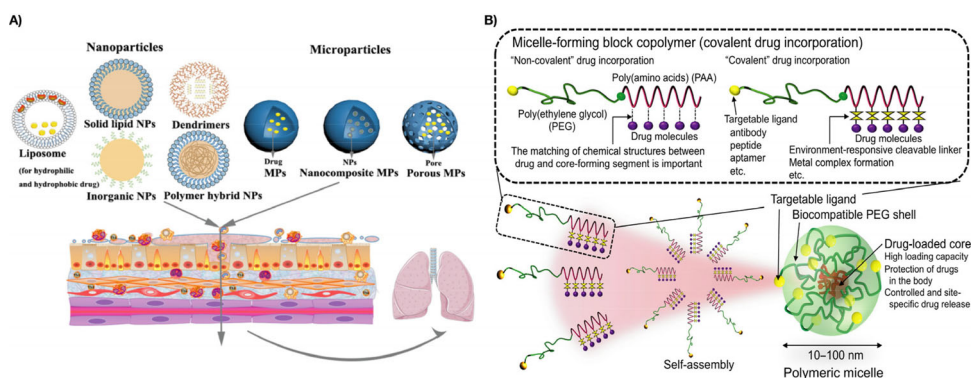 A)
Nanoparticles
Microparticles
Liposome
(for hydrophilic
and hydrophobic drug)
Solid lipid NPs
Dendrimers
Inorganic NPs
Polymer hybrid NPs
Drug
MPs
NPs
Nanocomposite MPs
Pore
Porous MPs
B)
Micelle-forming block copolymer (covalent drug incorporation)
"Non-covalent" drug incorporation
"Covalent" drug incorporation
Poly(amino acids) (PAA)
Poly(ethylene glycol)
(PEG)
Drug molecules
The matching of chemical structures between
drug and core-forming segment is important
Targetable ligand
antibody
peptide
aptamer
etc.
Drug molecules
Environment-responsive cleavable linker
Metal complex formation
etc.
Targetable ligand
Biocompatible PEG shell
Drug-loaded core
High loading capacity
Protection of drugs
in the body
Controlled and site-
specific drug release
Self-assembly
10–100 nm
Polymeric micelle